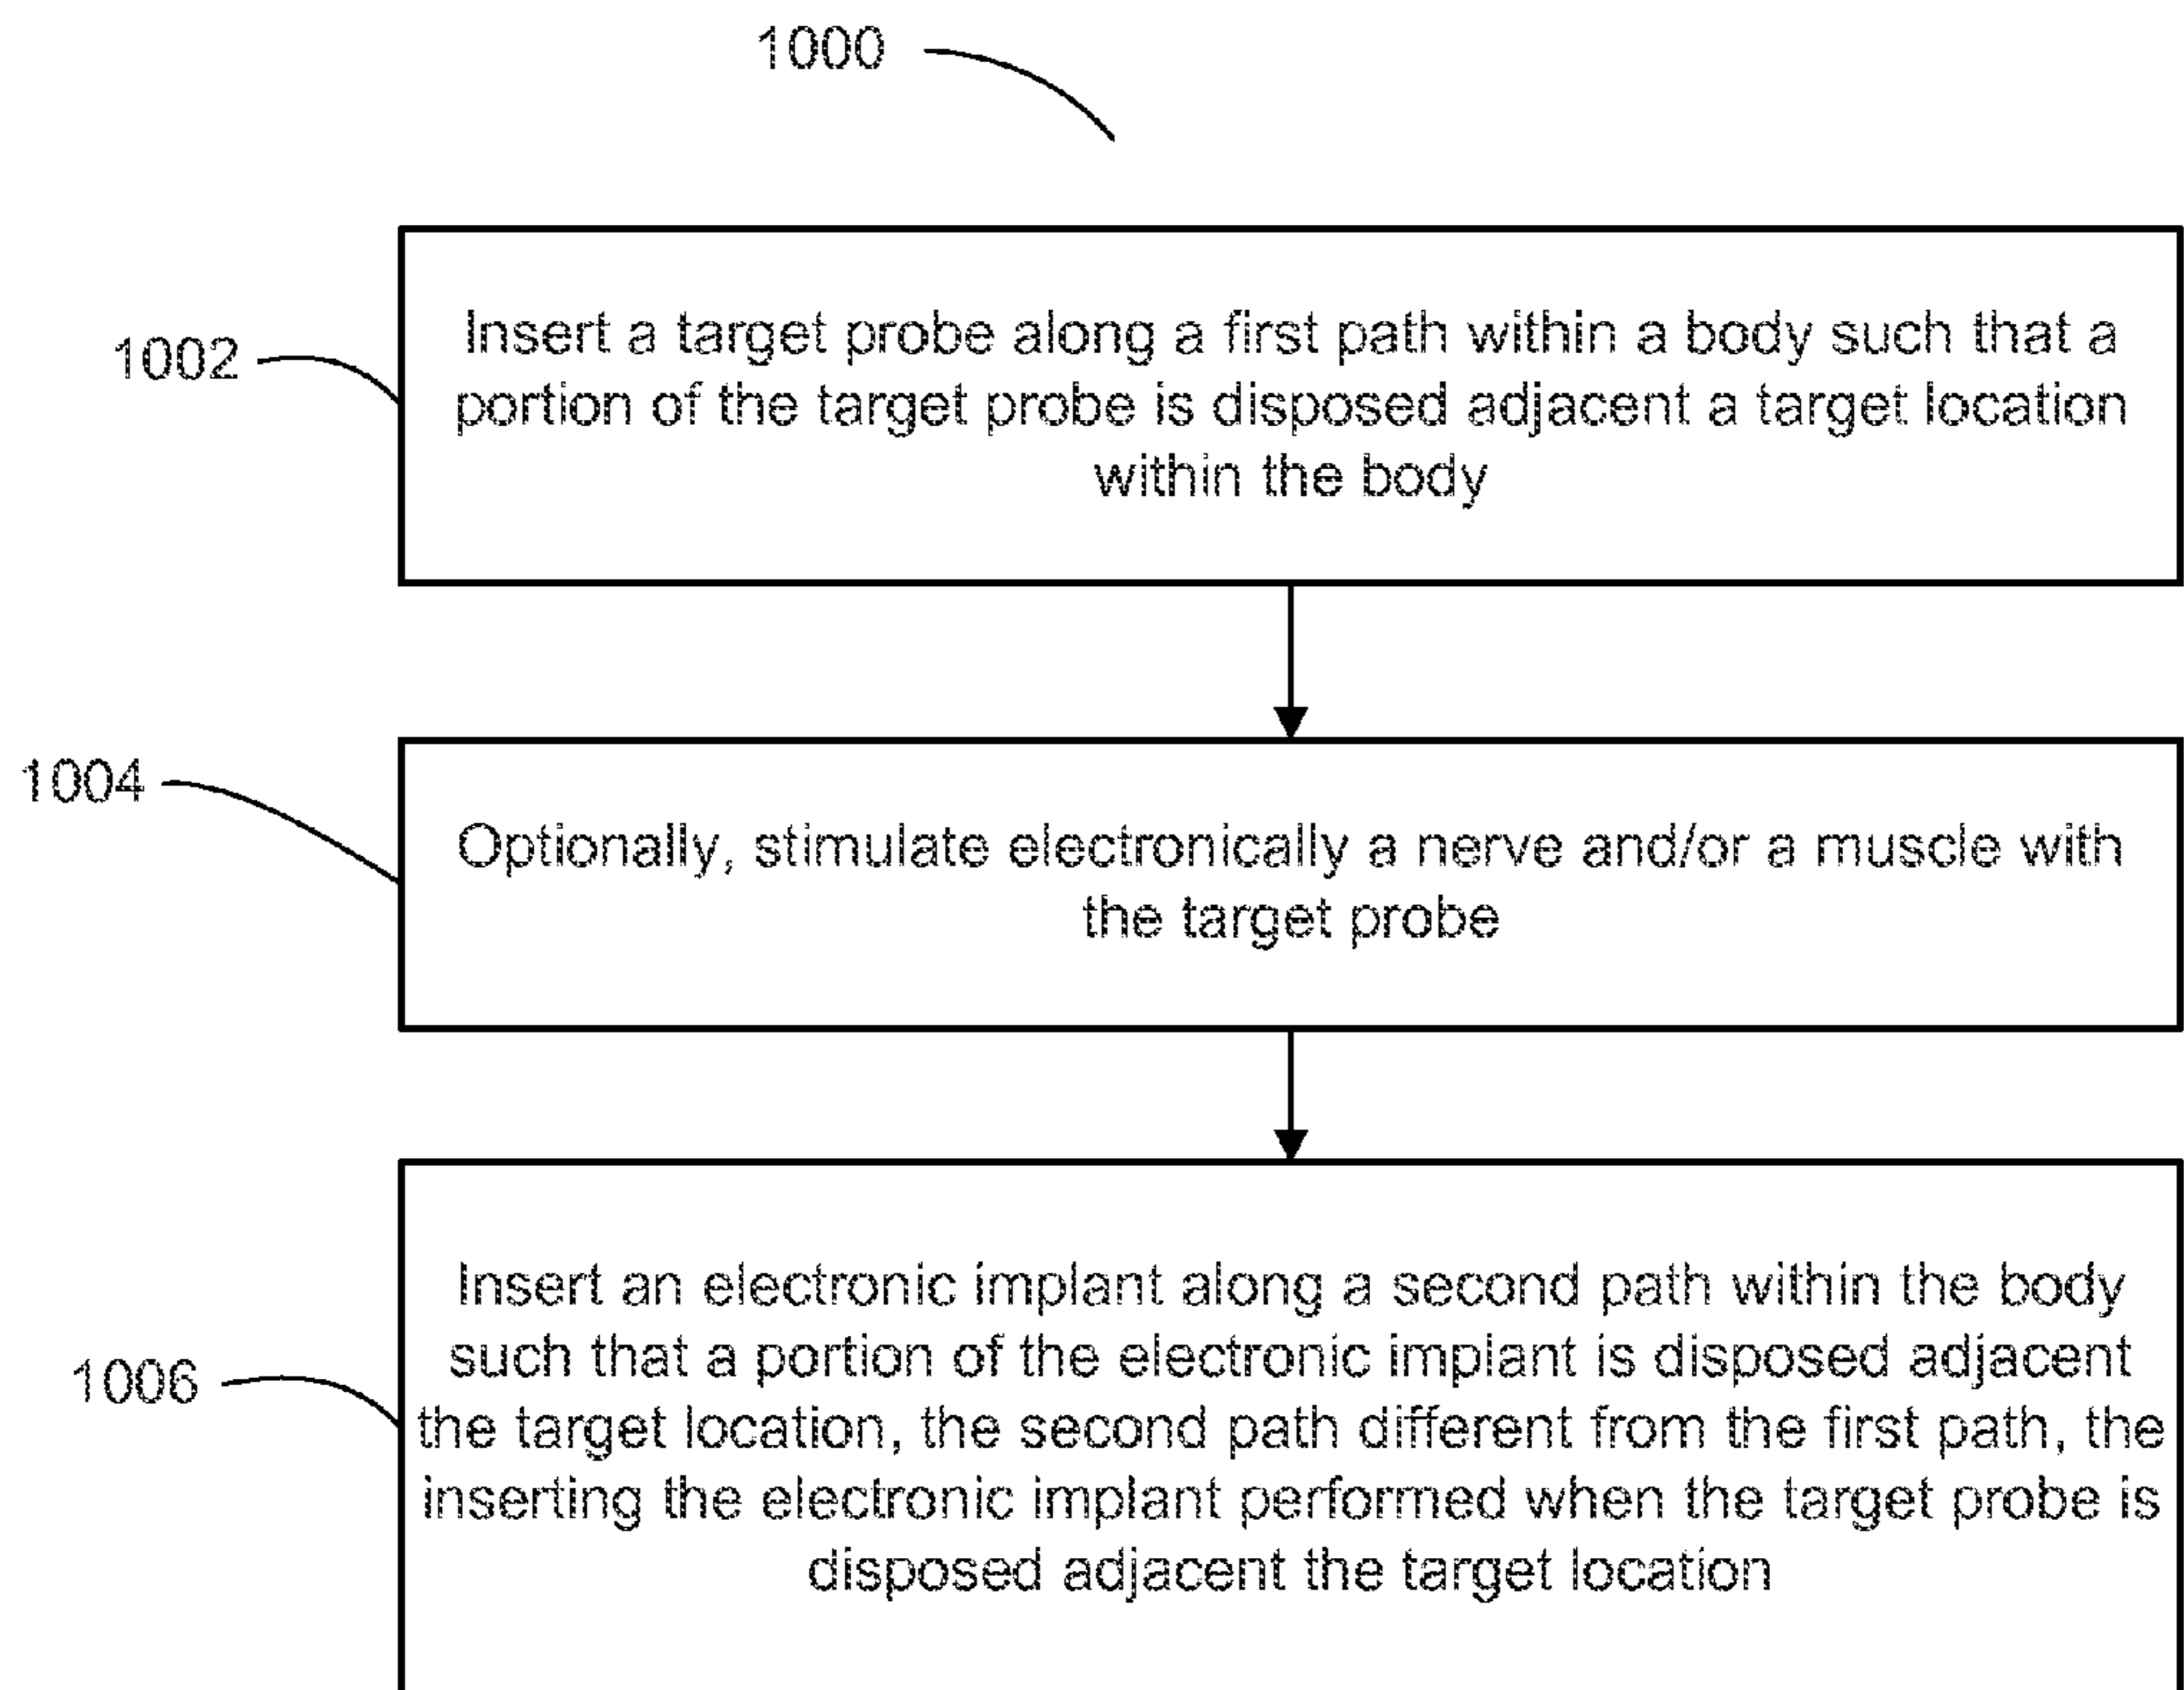 1000
1002
Insert a target probe along a first path within a body such that a
portion of the target probe is disposed adjacent a target location
within the body
1004
Optionally, stimulate electronically a nerve and/or a muscle with
the target probe
1006
Insert an electronic implant along a second path within the body
such that a portion of the electronic implant is disposed adjacent
the target location, the second path different from the first path, the
inserting the electronic implant performed when the target probe is
disposed adjacent the target location